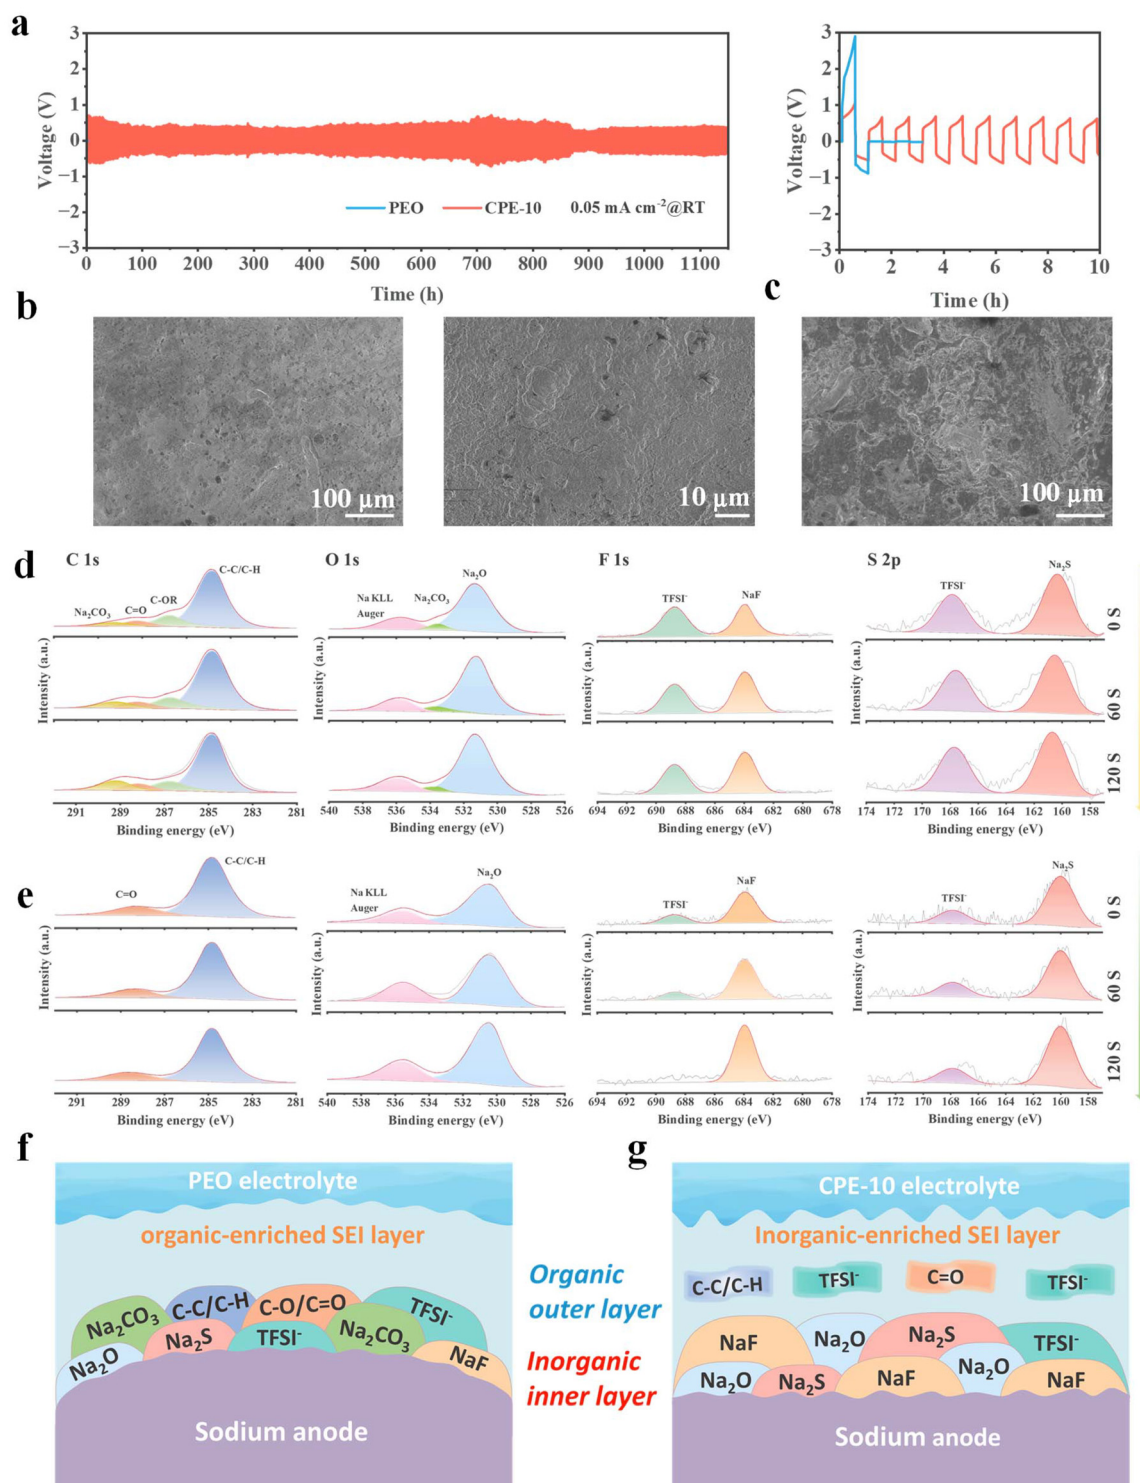 a
3
2
1
0
−1
−2
−3
Voltage (V)
PEO CPE-10 0.05 mA cm⁻²@RT
0 100 200 300 400 500 600 700 800 900 1000 1100
Time (h)
3
2
1
0
−1
−2
−3
Voltage (V)
0 2 4 6 8 10
Time (h)
b
100 µm
10 µm
c
100 µm
d
C 1s
C-C/C-H
C-OR
C=O
Na₂CO₃
Intensity (a.u.)
291 289 287 285 283 281
Binding energy (eV)
O 1s
Na₂O
Na₂CO₃
Na KLL
Auger
Intensity (a.u.)
540 538 536 534 532 530 528 526
Binding energy (eV)
F 1s
TFSI⁻
NaF
Intensity (a.u.)
694 692 690 688 686 684 682 680 678
Binding energy (eV)
S 2p
TFSI⁻
Na₂S
Intensity (a.u.)
0 S
60 S
120 S
174 172 170 168 166 164 162 160 158
Binding energy (eV)
e
C-C/C-H
C=O
Intensity (a.u.)
291 289 287 285 283 281
Binding energy (eV)
Na₂O
Na KLL
Auger
Intensity (a.u.)
540 538 536 534 532 530 528 526
Binding energy (eV)
TFSI⁻
NaF
Intensity (a.u.)
694 692 690 688 686 684 682 680 678
Binding energy (eV)
TFSI⁻
Na₂S
Intensity (a.u.)
0 S
60 S
120 S
174 172 170 168 166 164 162 160 158
Binding energy (eV)
f
PEO electrolyte
organic-enriched SEI layer
Na₂CO₃ C-C/C-H C-O/C=O TFSI⁻
Na₂O Na₂S TFSI⁻ Na₂CO₃ NaF
Sodium anode
Organic
outer layer
Inorganic
inner layer
g
CPE-10 electrolyte
Inorganic-enriched SEI layer
C-C/C-H TFSI⁻ C=O TFSI⁻
NaF Na₂O Na₂S TFSI⁻
Na₂O Na₂S NaF Na₂O NaF
Sodium anode